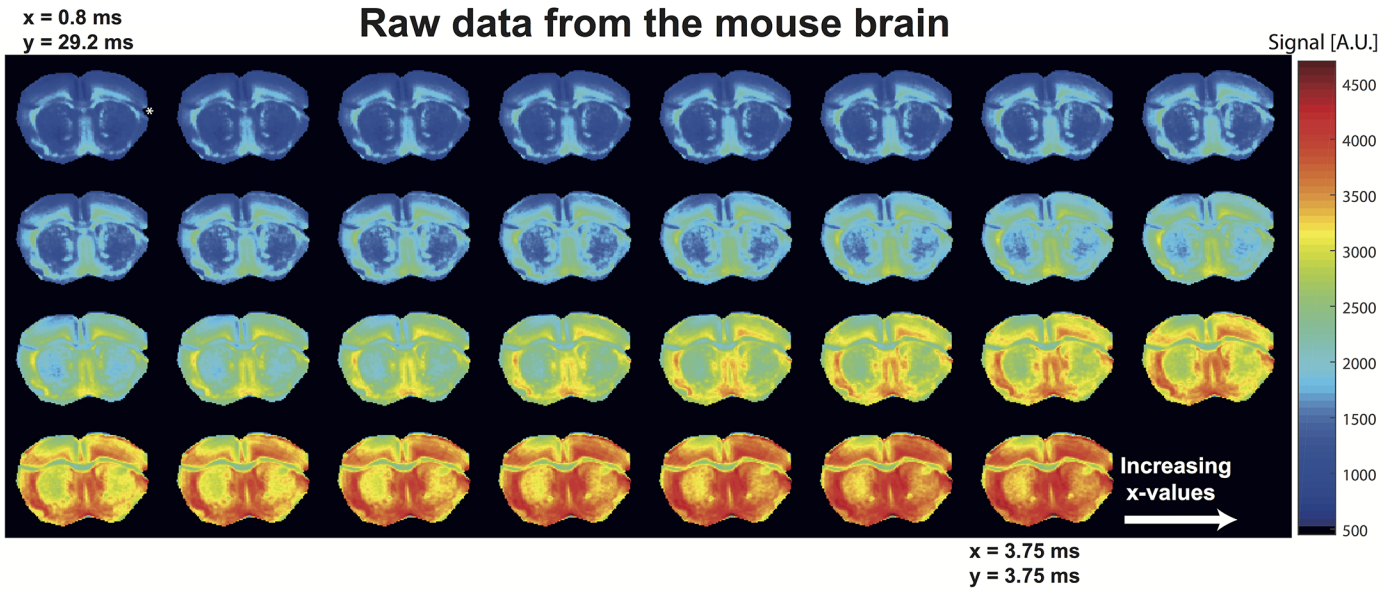 x = 0.8 ms
y = 29.2 ms
Raw data from the mouse brain
Signal [A.U.]
*
4500
4000
3500
3000
2500
2000
1500
1000
500
Increasing
x-values
x = 3.75 ms
y = 3.75 ms